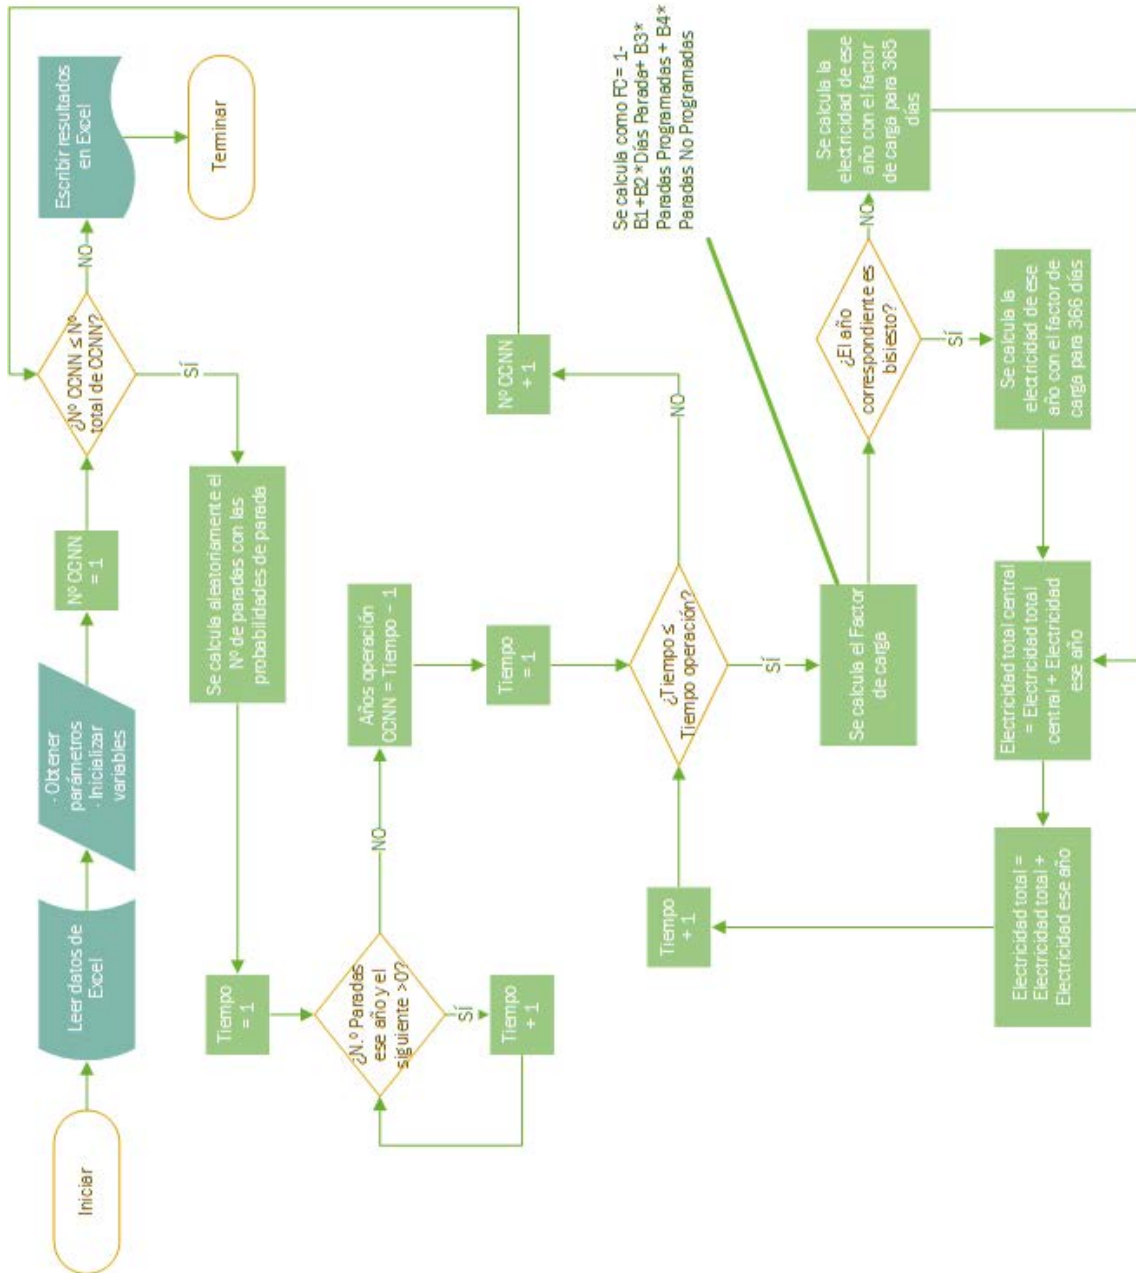 Iniciar
Leer datos de
Excel
- Obtener
parámetros
- Inicializar
variables
Nº CCNN
= 1
¿Nº CCNN ≤ Nº
total de CCNN?
NO
Escribir resultados
en Excel
Terminar
SÍ
Se calcula aleatoriamente el
Nº de paradas con las
probabilidades de parada
Tiempo
= 1
¿N.º Paradas
ese año y el
siguiente >0?
SÍ
Tiempo
+ 1
NO
Años operación
CCNN = Tiempo – 1
Tiempo
= 1
¿Tiempo ≤
Tiempo operación?
NO
Nº CCNN
+ 1
SÍ
Se calcula el Factor
de carga
Se calcula como FC= 1-
B1+B2*Días Parada+ B3*
Paradas Programadas + B4*
Paradas No Programadas
¿El año
correspondiente es
bisiesto?
NO
Se calcula la
electricidad de ese
año con el factor
de carga para 365
días
SÍ
Se calcula la
electricidad de ese
año con el factor de
carga para 366 días
Electricidad total central
= Electricidad total
central + Electricidad
ese año
Electricidad total =
Electricidad total +
Electricidad ese año
Tiempo
+ 1